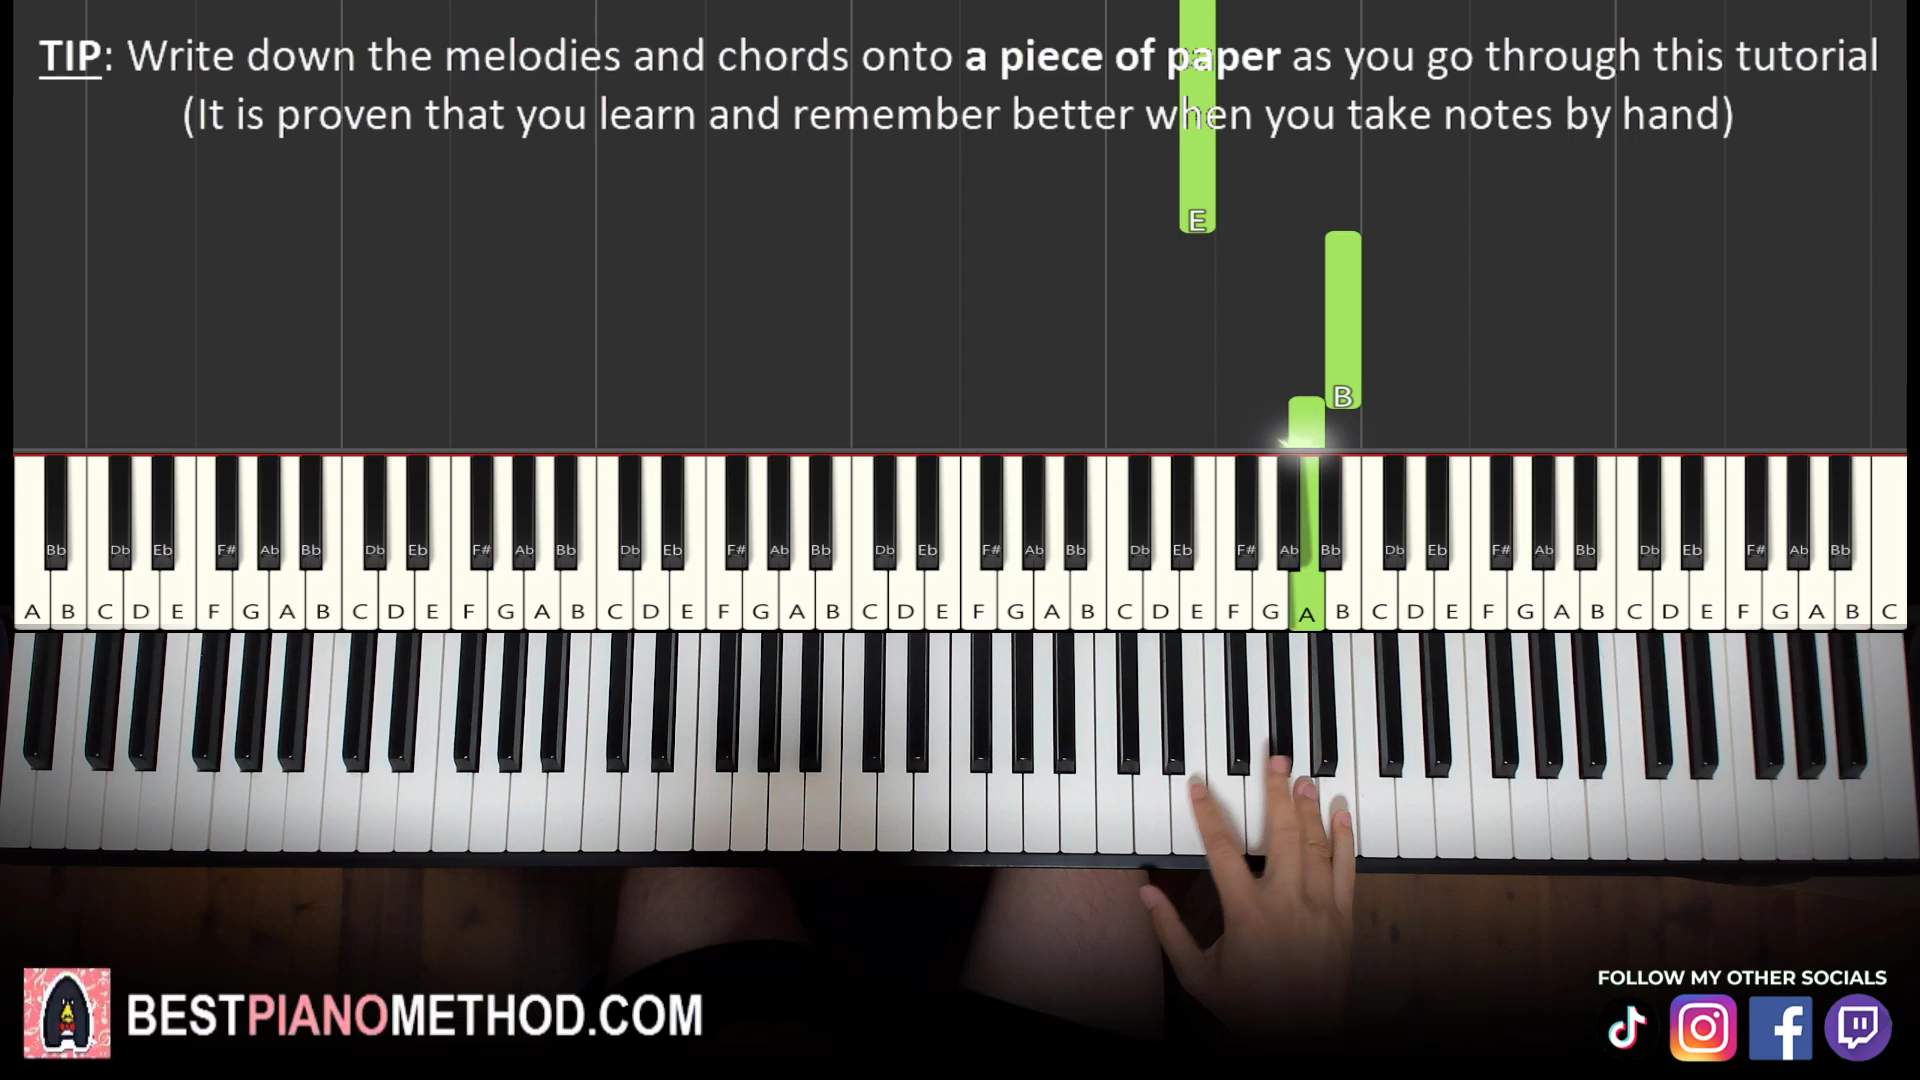 TIP: Write down the melodies and chords onto a piece of paper as you go through this tutorial
(It is proven that you learn and remember better when you take notes by hand)
E
B
Bb Db Eb F# Ab Bb Db Eb F# Ab Bb Db Eb F# Ab Bb Db Eb F# Ab Bb Db Eb F# Ab Bb Db Eb F# Ab Bb Db Eb F# Ab Bb
A B C D E F G A B C D E F G A B C D E F G A B C D E F G A B C D E F G A B C D E F G A B C D E F G A B C
FOLLOW MY OTHER SOCIALS
BESTPIANOMETHOD.COM